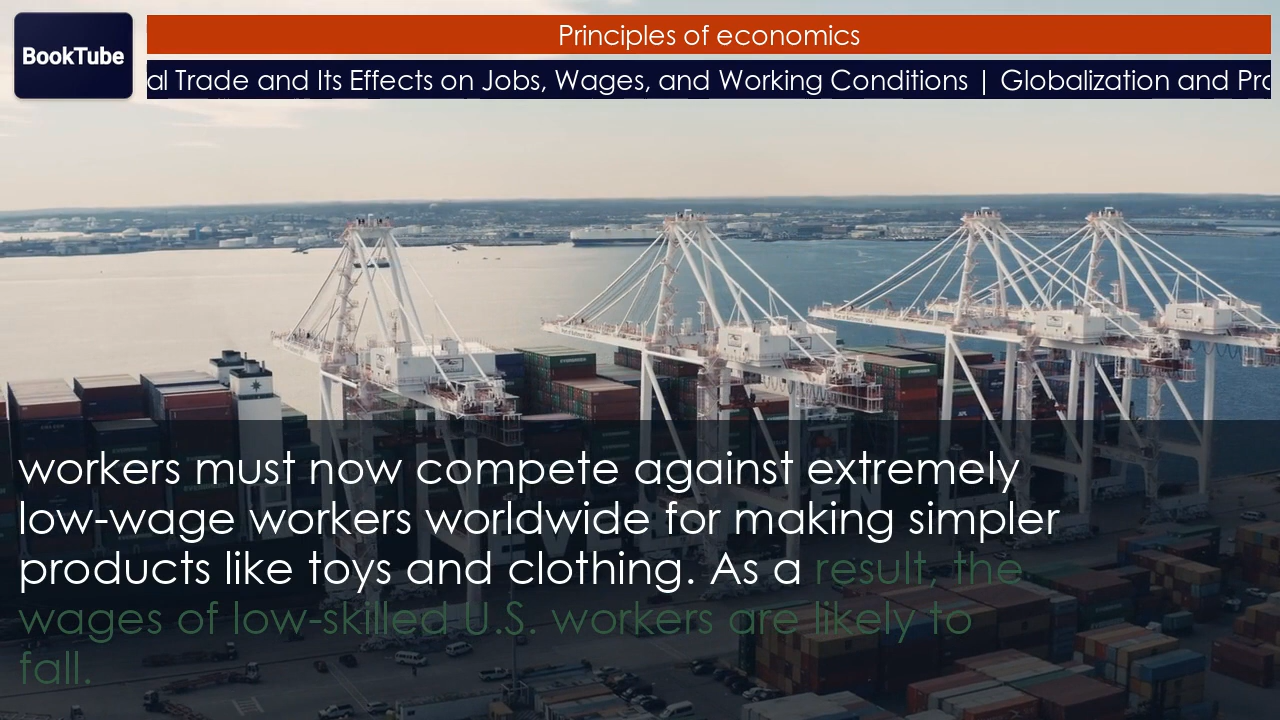 BookTube
Principles of economics
al Trade and Its Effects on Jobs, Wages, and Working Conditions | Globalization and Pro
workers must now compete against extremely
low-wage workers worldwide for making simpler
products like toys and clothing. As a result, the
wages of low-skilled U.S. workers are likely to
fall.